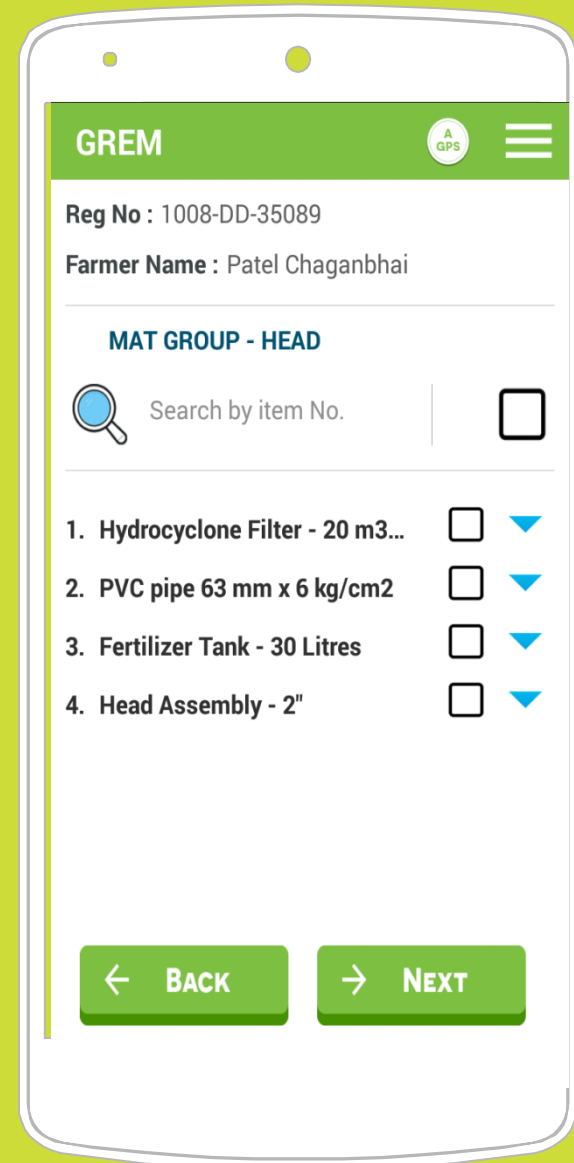 GREM
A
GPS
Reg No : 1008-DD-35089
Farmer Name : Patel Chaganbhai
MAT GROUP - HEAD
Search by item No.
1. Hydrocyclone Filter - 20 m3...
2. PVC pipe 63 mm x 6 kg/cm2
3. Fertilizer Tank - 30 Litres
4. Head Assembly - 2"
← BACK
→ NEXT